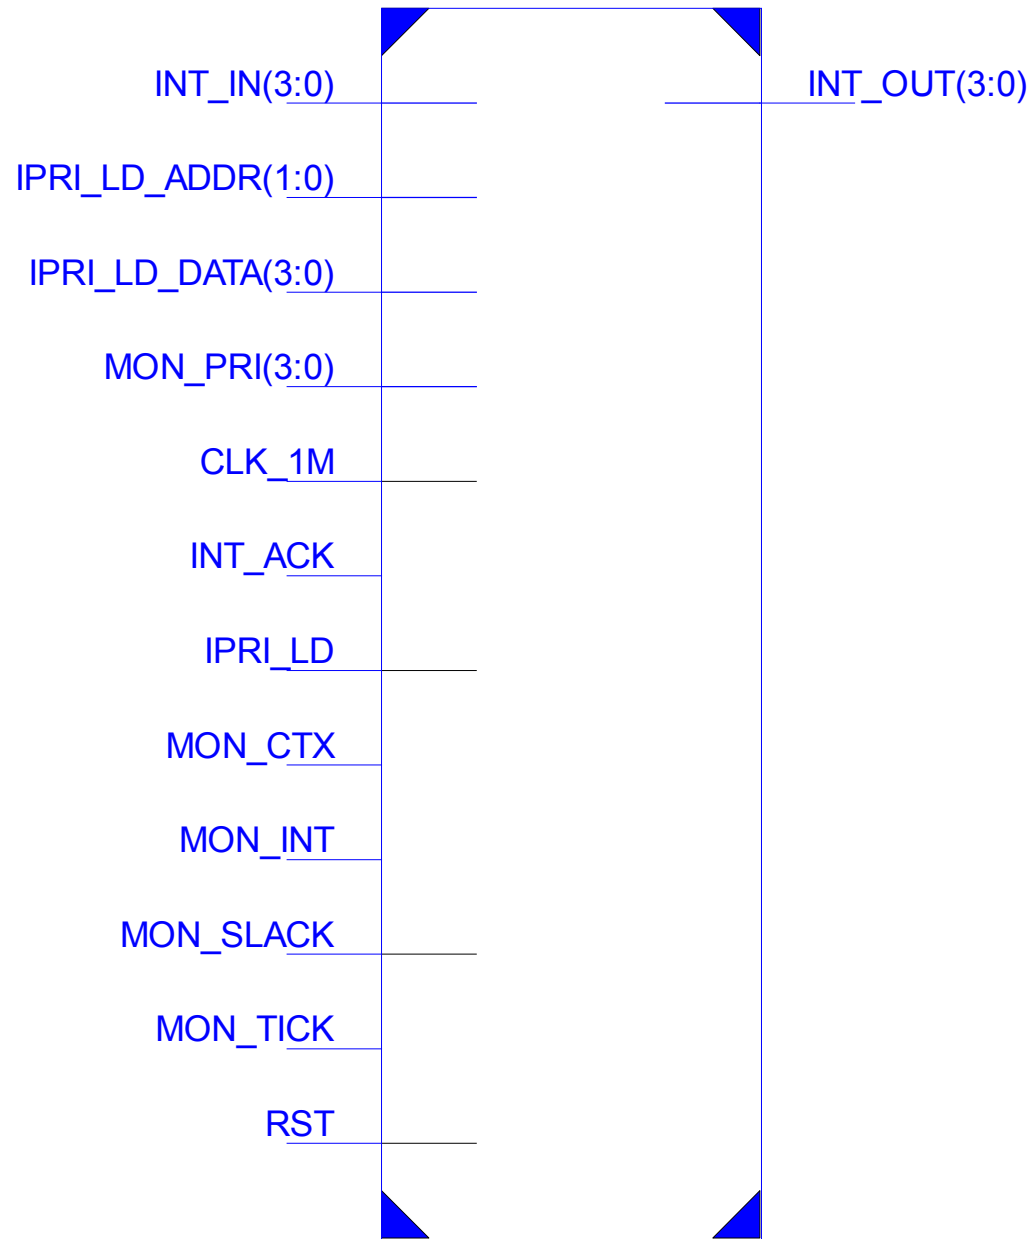 INT_IN(3:0)
INT_OUT(3:0)
IPRI_LD_ADDR(1:0)
IPRI_LD_DATA(3:0)
MON_PRI(3:0)
CLK_1M
INT_ACK
IPRI_LD
MON_CTX
MON_INT
MON_SLACK
MON_TICK
RST